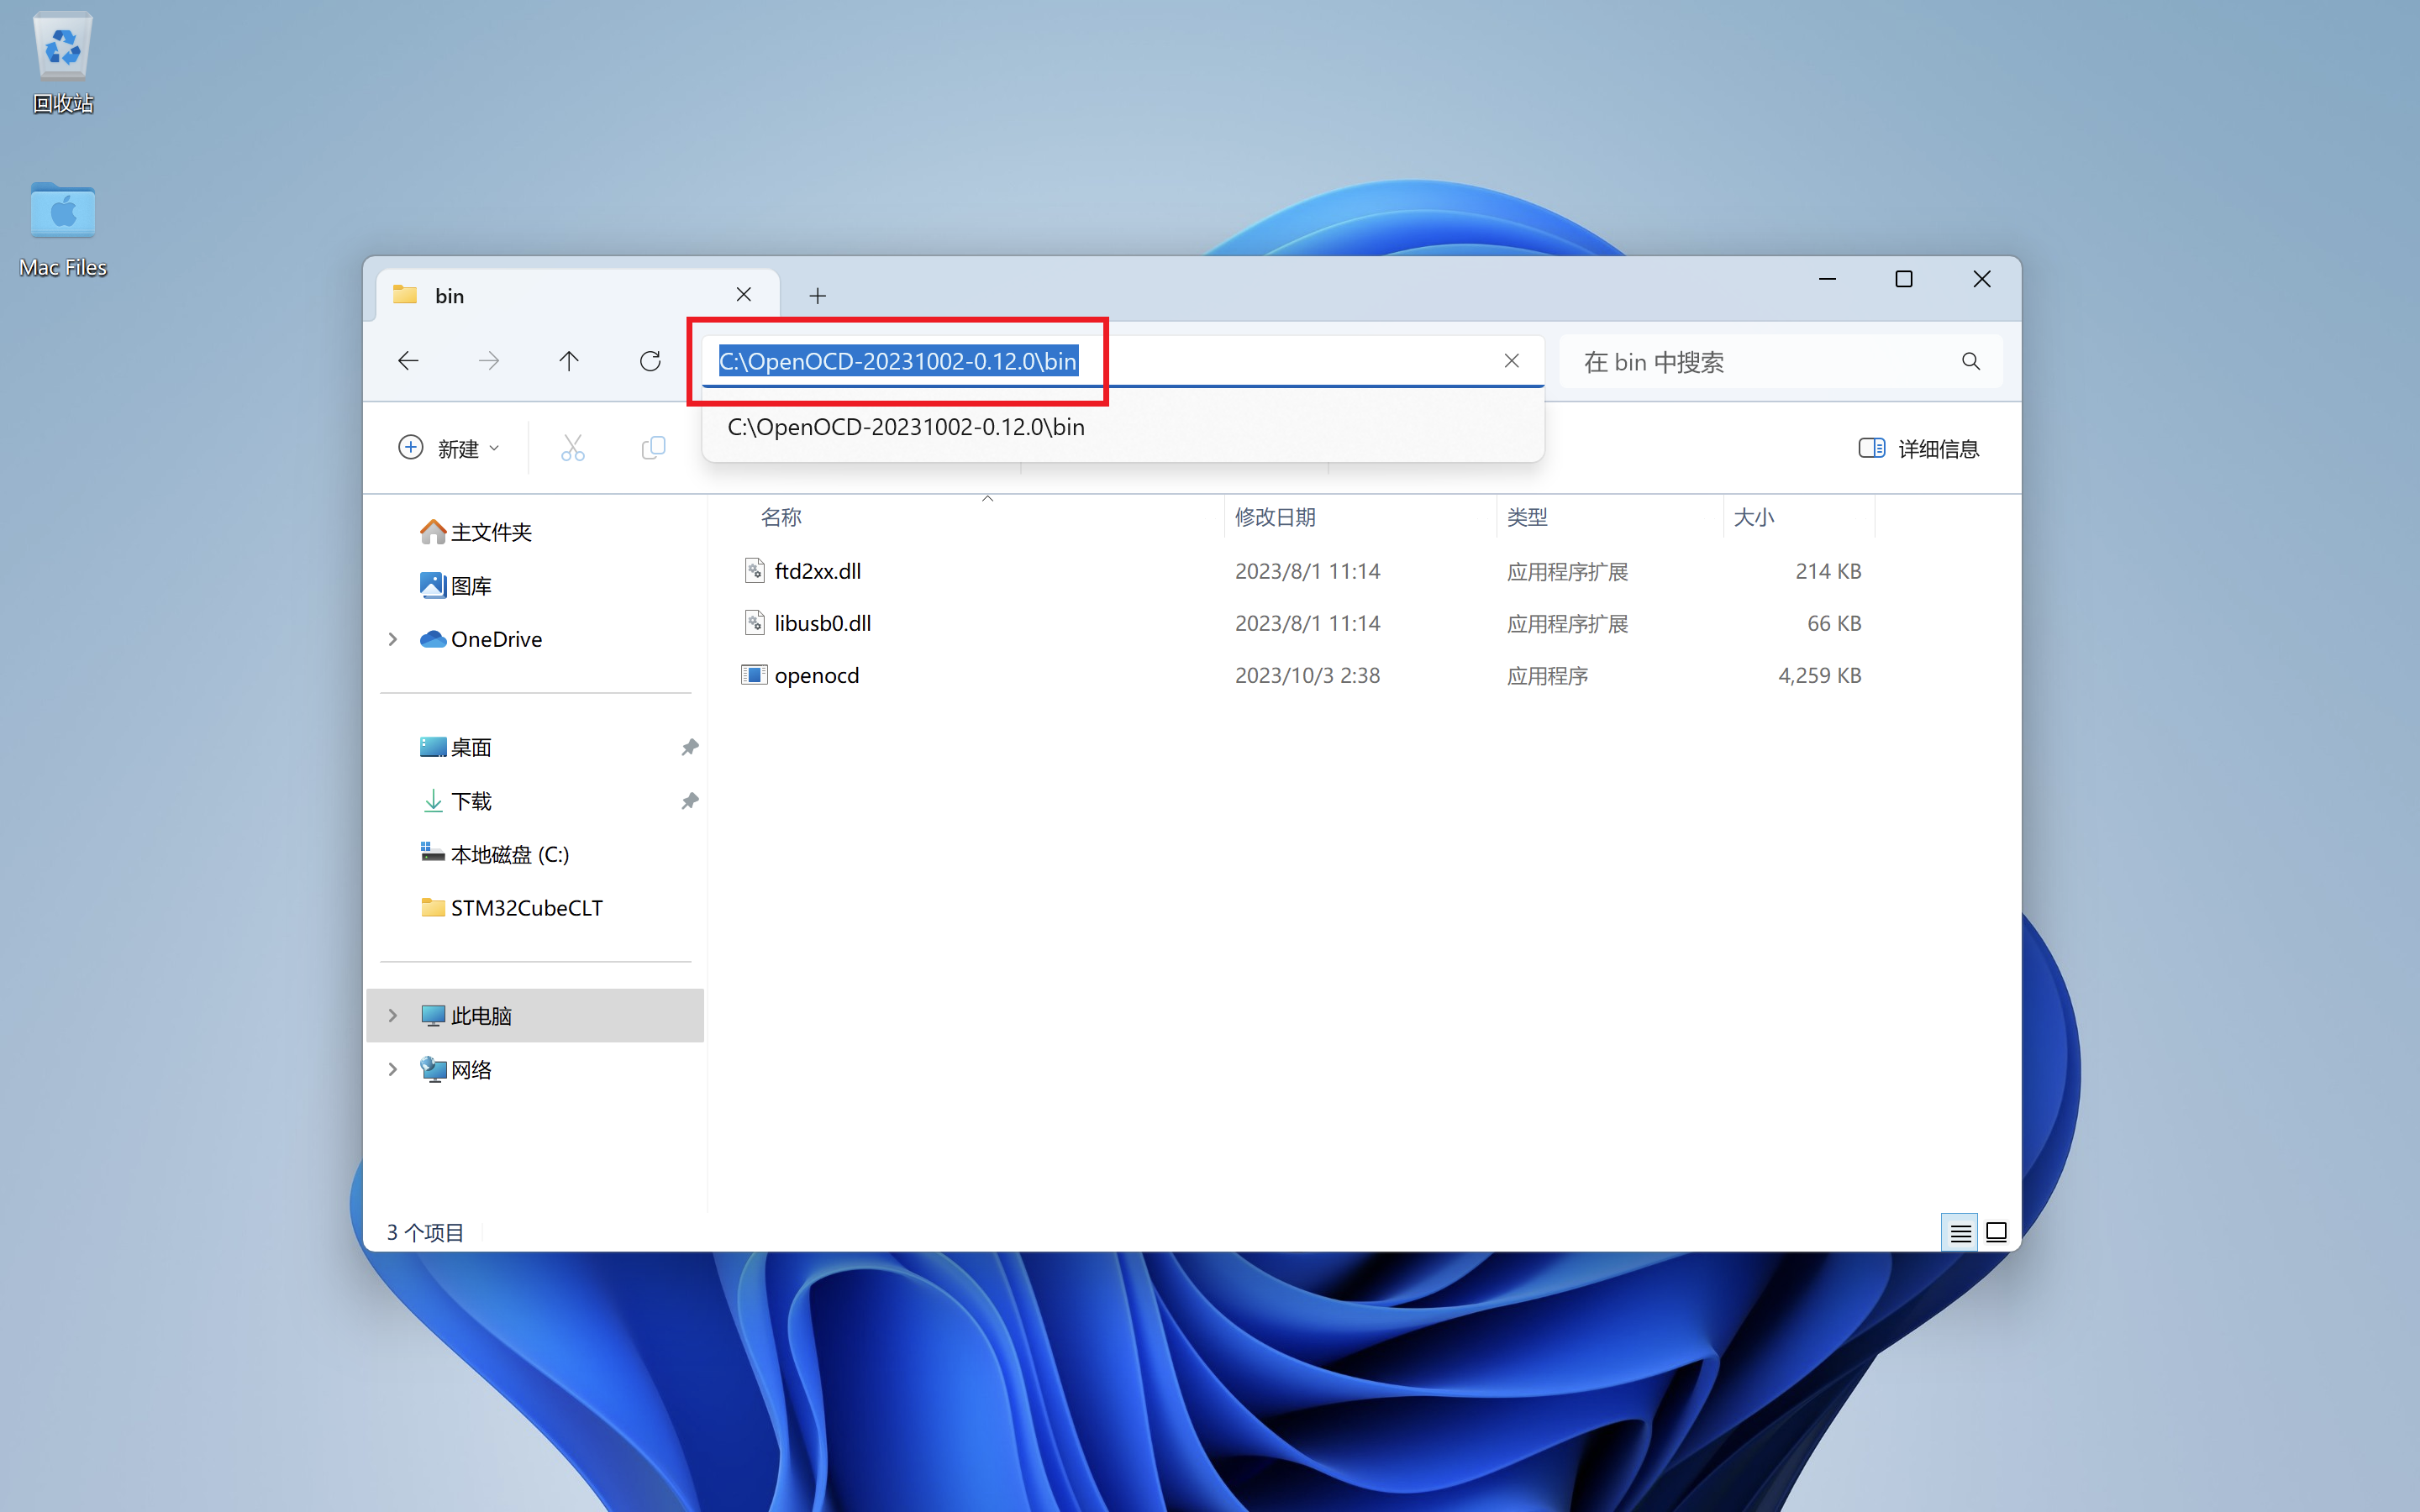 回收站
Mac Files
bin
C:\OpenOCD-20231002-0.12.0\bin
在 bin 中搜索
C:\OpenOCD-20231002-0.12.0\bin
新建
详细信息
名称 修改日期 类型 大小
ftd2xx.dll 2023/8/1 11:14 应用程序扩展 214 KB
libusb0.dll 2023/8/1 11:14 应用程序扩展 66 KB
openocd 2023/10/3 2:38 应用程序 4,259 KB
主文件夹
图库
OneDrive
桌面
下载
本地磁盘 (C:)
STM32CubeCLT
此电脑
网络
3 个项目